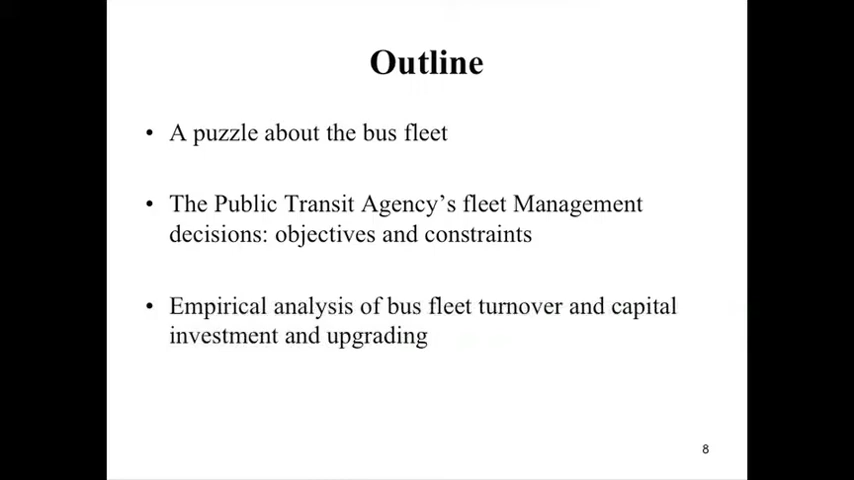 Outline
• A puzzle about the bus fleet
• The Public Transit Agency’s fleet Management
decisions: objectives and constraints
• Empirical analysis of bus fleet turnover and capital
investment and upgrading
8